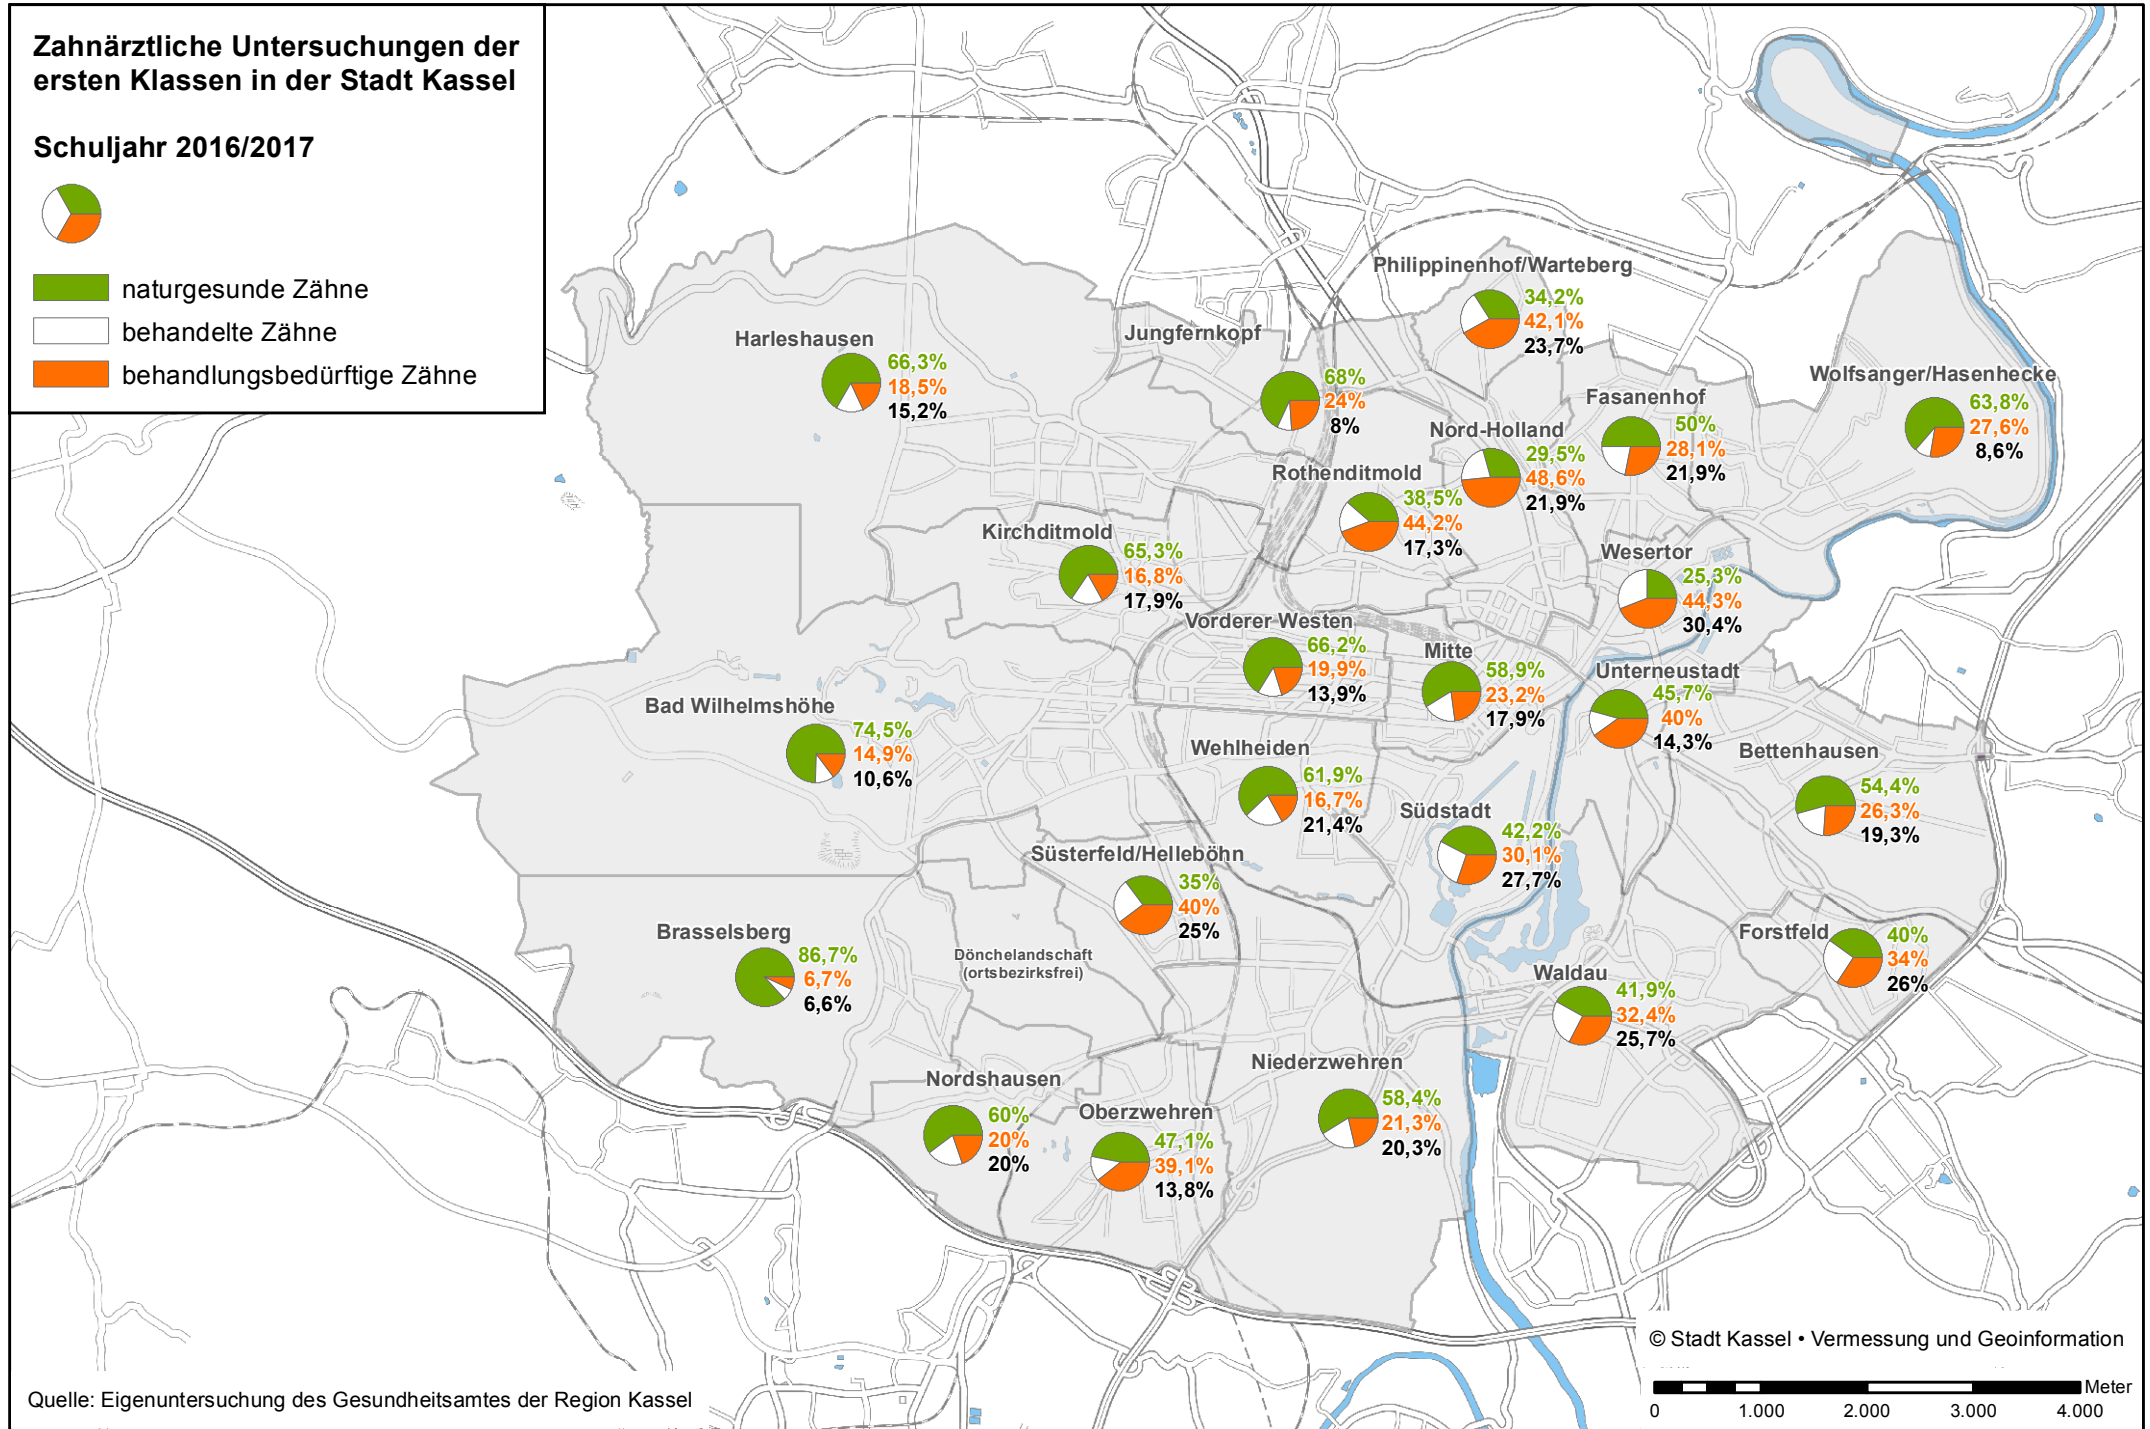 Zahnärztliche Untersuchungen der
ersten Klassen in der Stadt Kassel
Schuljahr 2016/2017
naturgesunde Zähne
behandelte Zähne
behandlungsbedürftige Zähne
Philippinenhof/Warteberg
34,2%
42,1%
23,7%
Harleshausen
66,3%
18,5%
15,2%
Jungfernkopf
68%
24%
8%
Wolfsanger/Hasenhecke
63,8%
27,6%
8,6%
Fasanenhof
50%
28,1%
21,9%
Nord-Holland
29,5%
48,6%
21,9%
Rothenditmold
38,5%
44,2%
17,3%
Kirchditmold
65,3%
16,8%
17,9%
Wesertor
25,3%
44,3%
30,4%
Vorderer Westen
66,2%
19,9%
13,9%
Mitte
58,9%
23,2%
17,9%
Unterneustadt
45,7%
40%
14,3%
Bad Wilhelmshöhe
74,5%
14,9%
10,6%
Wehlheiden
61,9%
16,7%
21,4%
Bettenhausen
54,4%
26,3%
19,3%
Südstadt
42,2%
30,1%
27,7%
Süsterfeld/Helleböhn
35%
40%
25%
Brasselsberg
86,7%
6,7%
6,6%
Dönchelandschaft
(ortsbezirksfrei)
Forstfeld
40%
34%
26%
Waldau
41,9%
32,4%
25,7%
Niederzwehren
58,4%
21,3%
20,3%
Nordshausen
60%
20%
20%
Oberzwehren
47,1%
39,1%
13,8%
© Stadt Kassel • Vermessung und Geoinformation
Meter
0 1.000 2.000 3.000 4.000
Quelle: Eigenuntersuchung des Gesundheitsamtes der Region Kassel